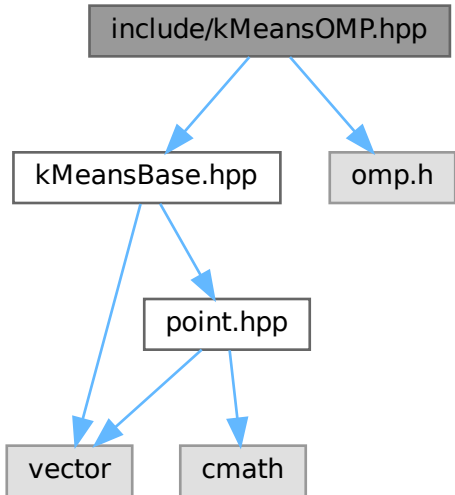 include/kMeansOMP.hpp
kMeansBase.hpp
omp.h
point.hpp
vector
cmath